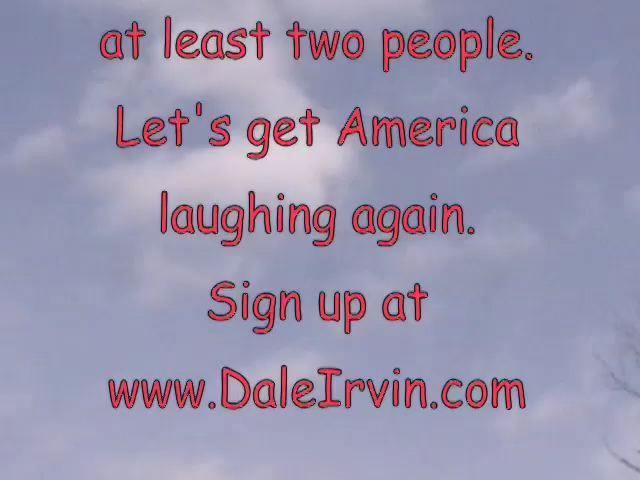 at least two people.
Let's get America
laughing again.
Sign up at
www.DaleIrvin.com